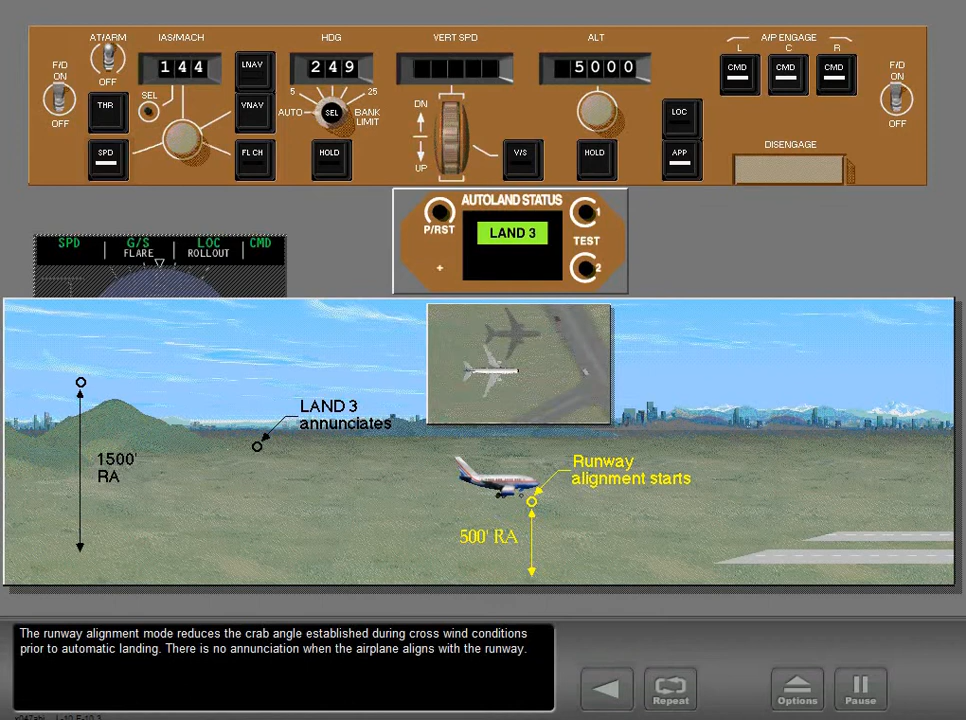 AT/ARM
IAS/MACH
HDG
VERT SPD
ALT
A/P ENGAGE
L C R
F/D
ON
OFF
OFF
144
LNAV
249
5000
CMD CMD CMD
F/D
ON
OFF
SEL
5 25
AUTO
SEL
BANK
LIMIT
DN
UP
THR
VNAV
LOC
SPD
FL CH
HOLD
V/S
HOLD
APP
DISENGAGE
AUTOLAND STATUS
P/RST
LAND 3
1
TEST
2
+
SPD G/S LOC CMD
FLARE ROLLOUT
LAND 3
annunciates
1500'
RA
Runway
alignment starts
500' RA
The runway alignment mode reduces the crab angle established during cross wind conditions
prior to automatic landing. There is no annunciation when the airplane aligns with the runway.
Repeat
Options
Pause